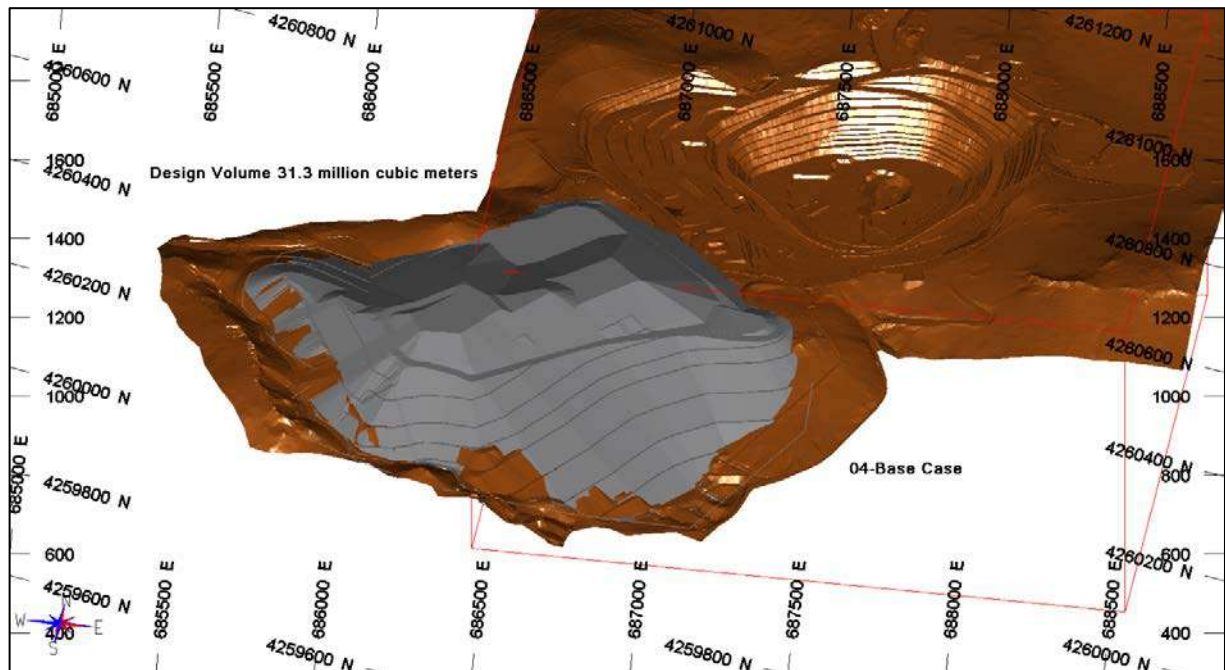 4260800 N
4261000 N
4261200 N
4260600 N
685000 E
685500 E
686000 E
686500 E
687000 E
687500 E
688000 E
688500 E
1600
4260400 N
Design Volume 31.3 million cubic meters
4261000 N
1600
1400
4260200 N
4260800 N
1400
1200
1200
4260600 N
4260000 N
1000
1000
685000 E
4259800 N
04-Base Case
4260400 N
800
600
4259600 N
4260200 N
600
685500 E
686000 E
686500 E
687000 E
687500 E
688000 E
688500 E
N
W
E
S
400
400
4259600 N
4259800 N
4260000 N